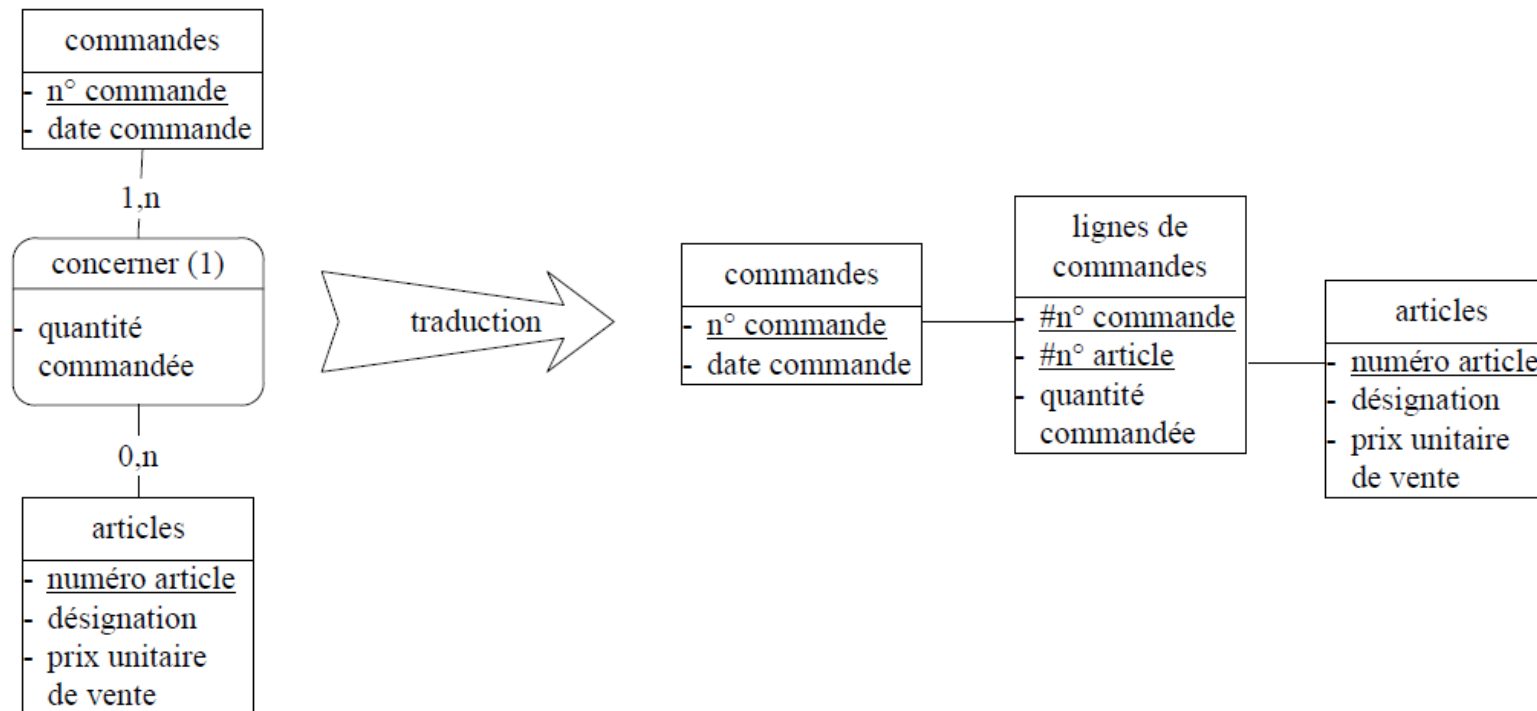 commandes
- n° commande
- date commande
1,n
concerner (1)
- quantité
commandée
0,n
articles
- numéro article
- désignation
- prix unitaire
de vente
traduction
commandes
- n° commande
- date commande
lignes de
commandes
- #n° commande
- #n° article
- quantité
commandée
articles
- numéro article
- désignation
- prix unitaire
de vente